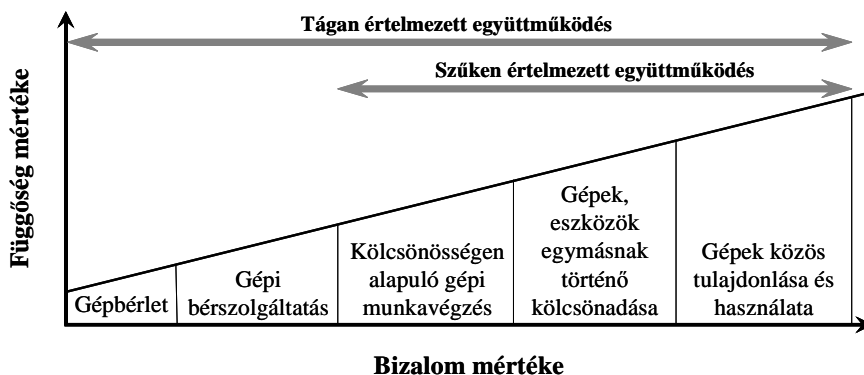 Tágan értelmezett együttműködés
Szűken értelmezett együttműködés
Függőség mértéke
Gépbérlet
Gépi
bérszolgáltatás
Kölcsönösségen
alapuló gépi
munkavégzés
Gépek,
eszközök
egymásnak
történő
kölcsönadása
Gépek közös
tulajdonlása és
használata
Bizalom mértéke